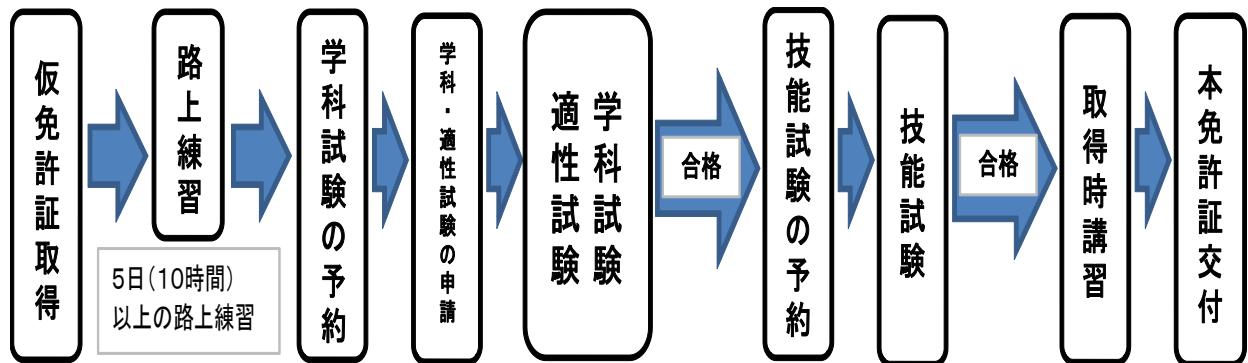 仮免許証取得
路上練習
5日（10時間）
以上の路上練習
学科試験の予約
学科・適性試験の申請
学科試験
適性試験
合格
技能試験の予約
技能試験
合格
取得時講習
本免許証交付